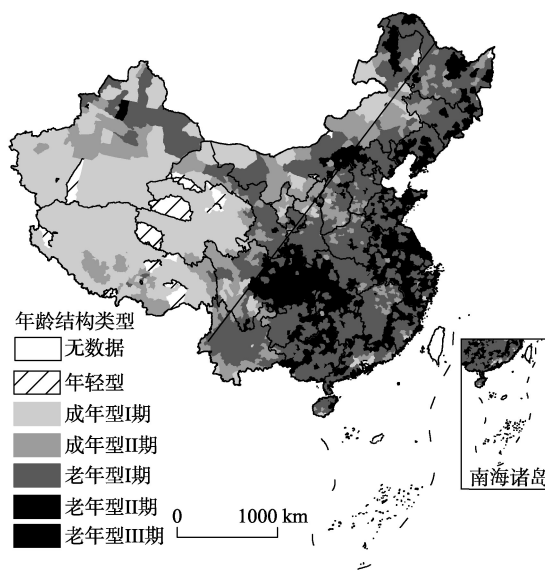 年龄结构类型
无数据
年轻型
成年型I期
成年型II期
老年型I期
老年型II期
老年型III期
0 1000 km
南海诸岛